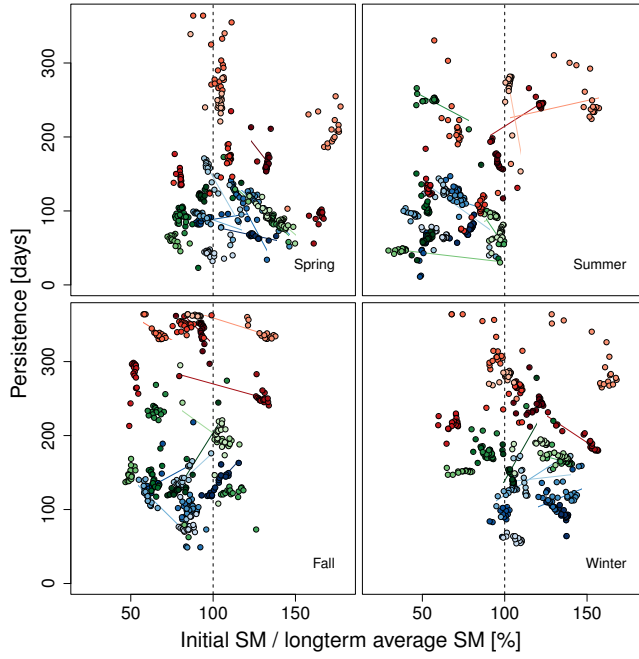 300
200
100
0
Spring
Summer
Persistence [days]
300
200
100
0
Fall
Winter
50 100 150 50 100 150
Initial SM / longterm average SM [%]